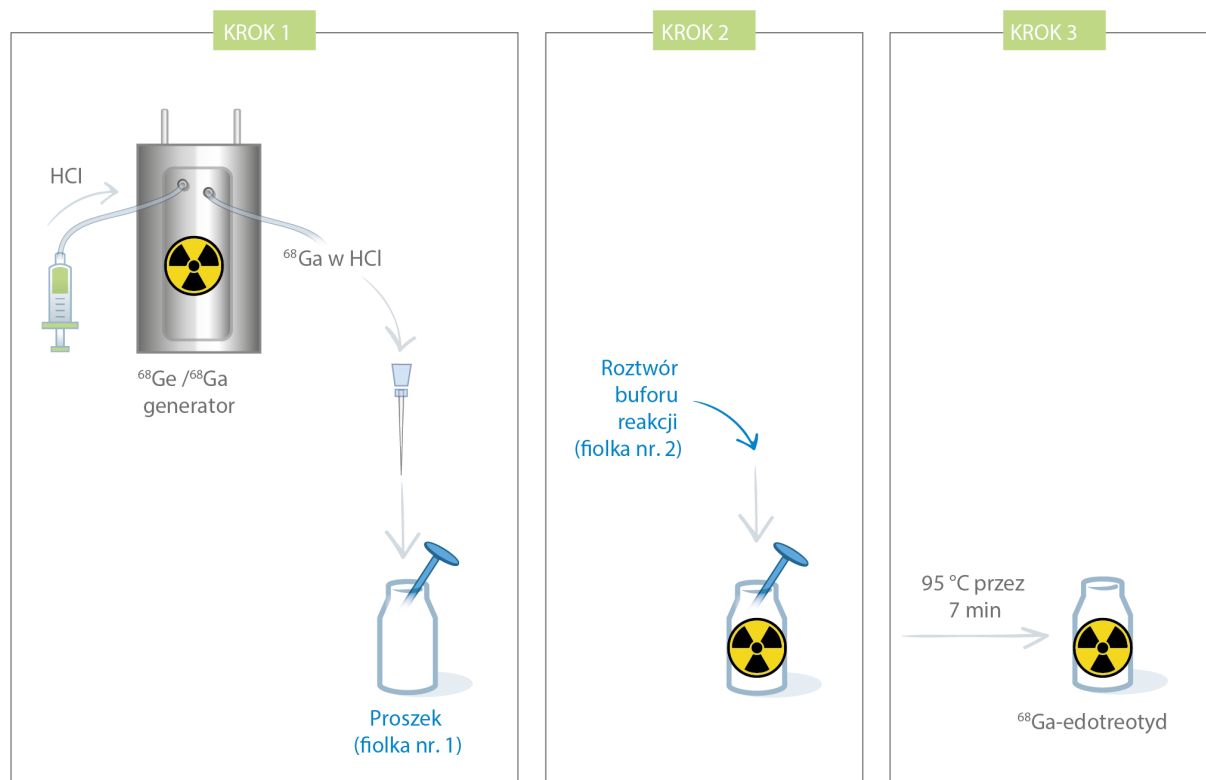 KROK 1
HCl
⁶⁸Ga w HCl
⁶⁸Ge /⁶⁸Ga
generator
Proszek
(fiolka nr. 1)
KROK 2
Roztwór
buforu
reakcji
(fiolka nr. 2)
KROK 3
95 °C przez
7 min
⁶⁸Ga-edotreotyd